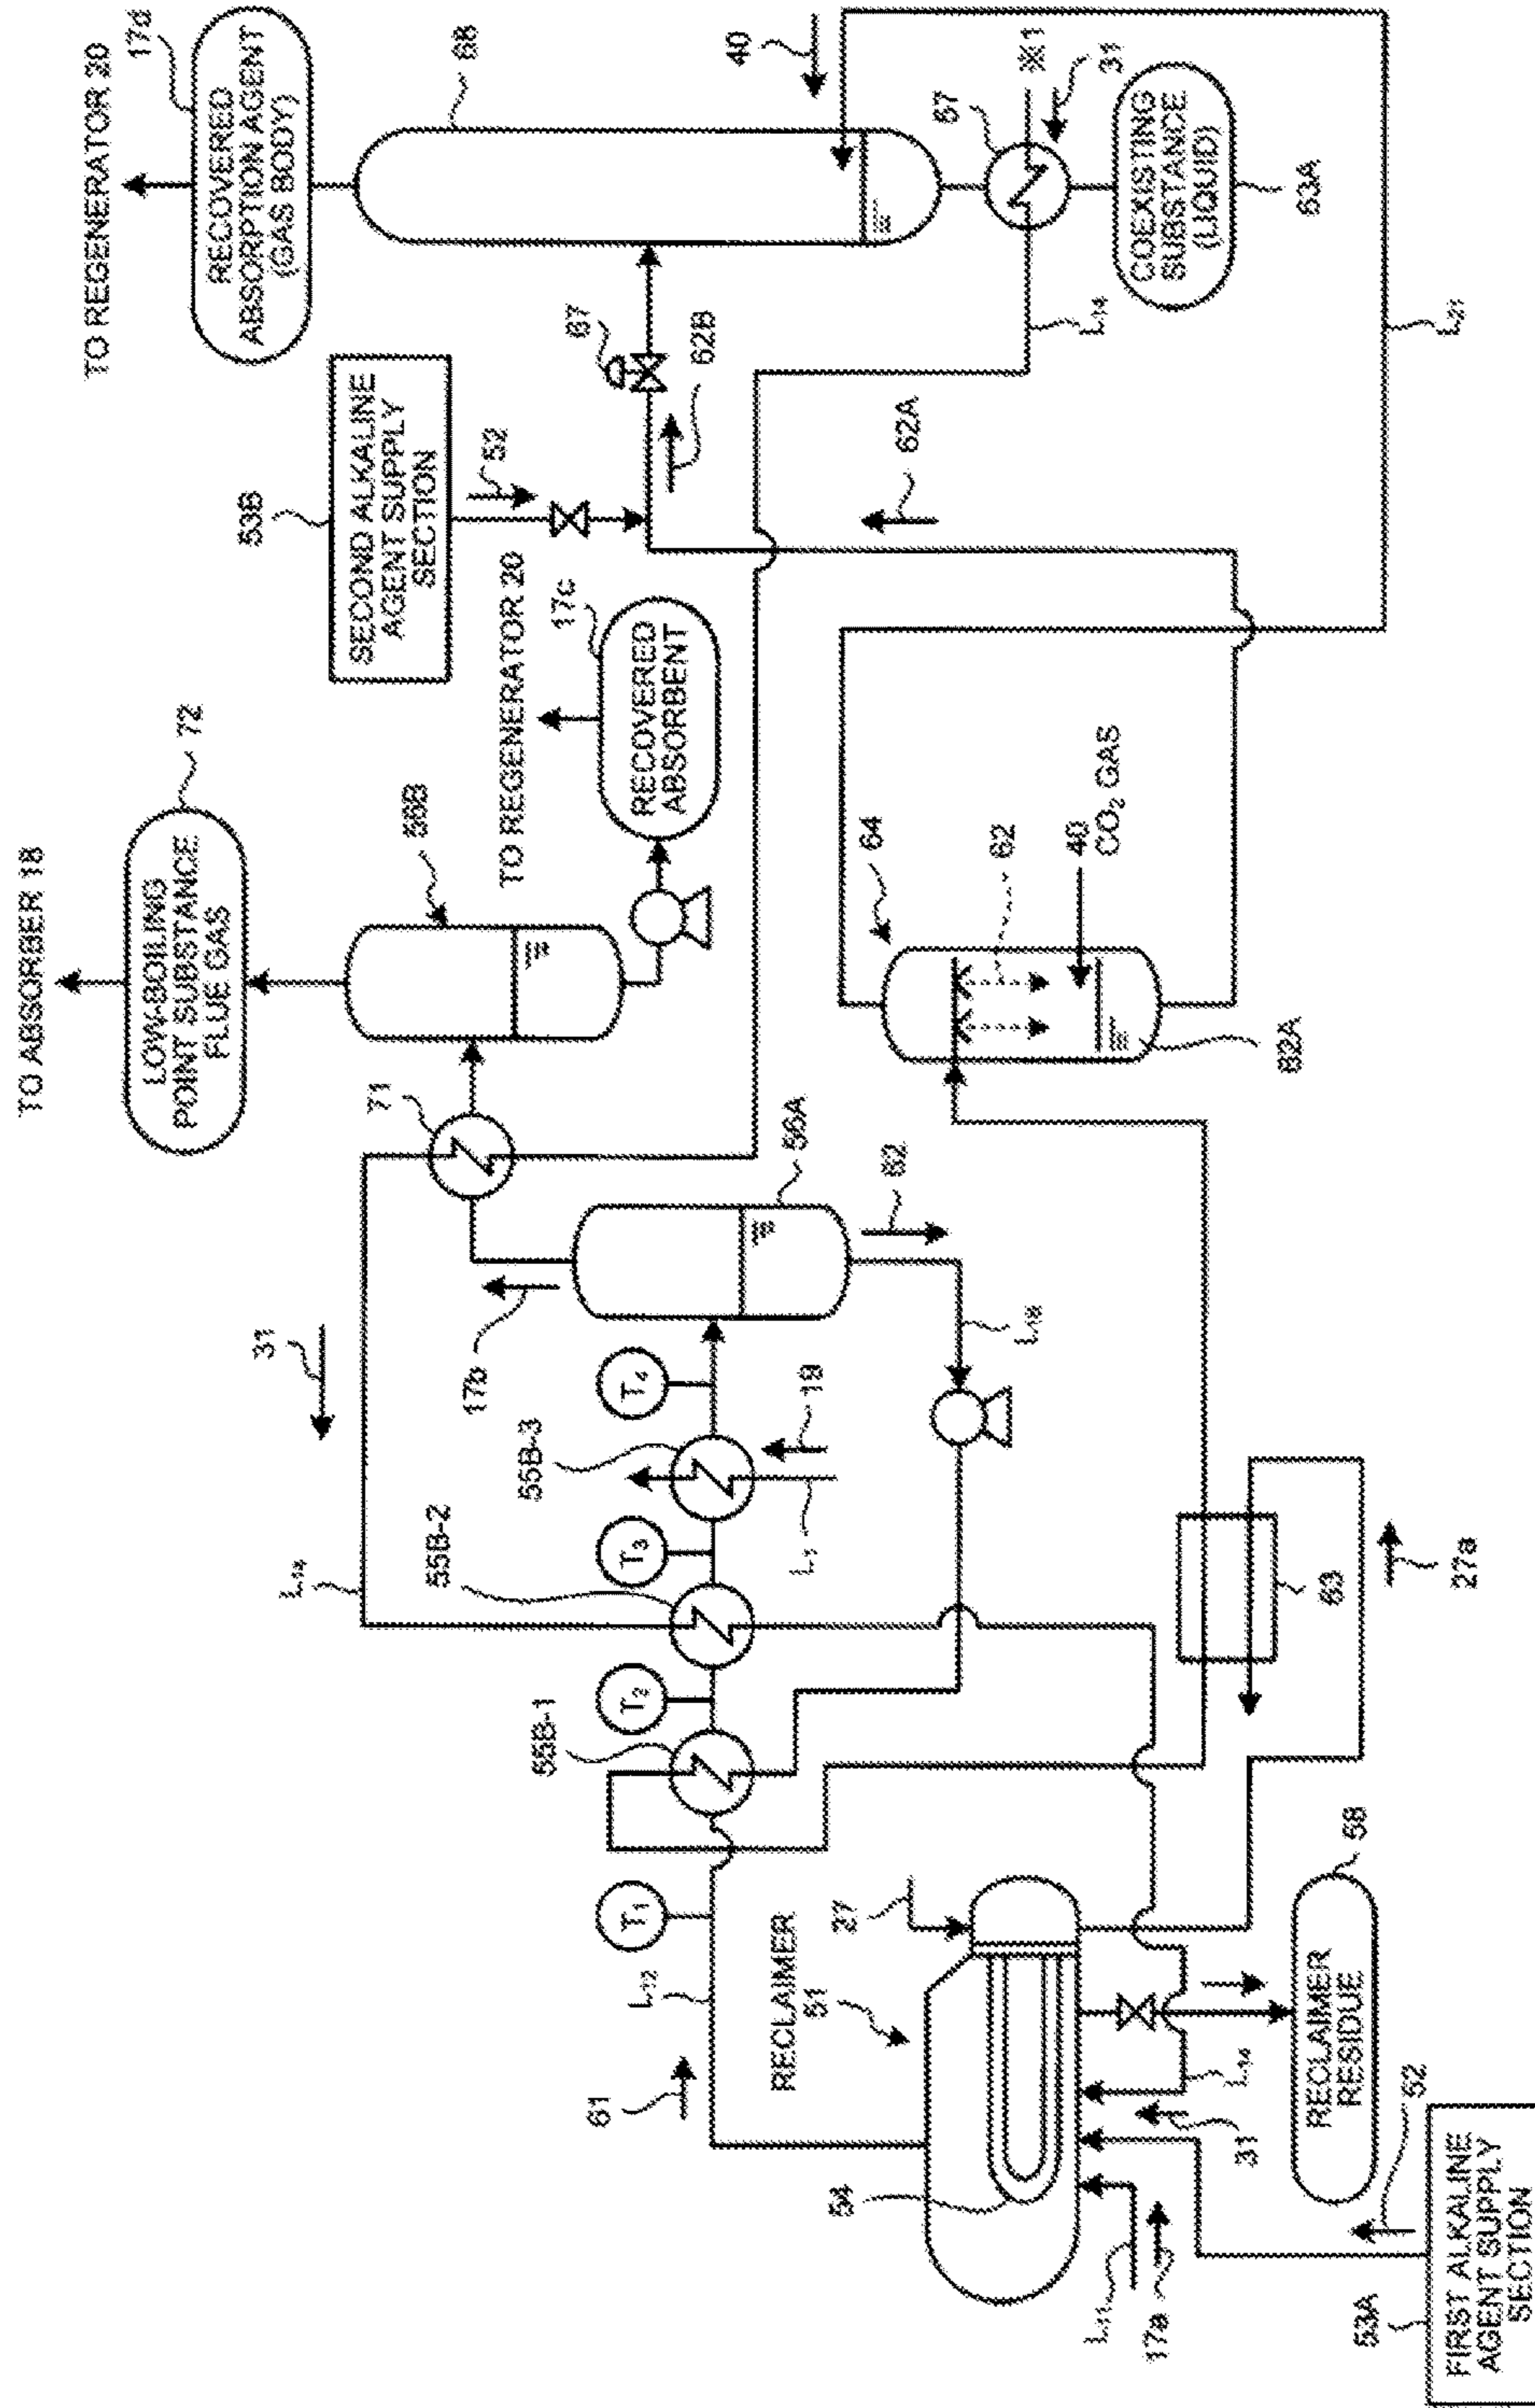 TO ABSORBER 18
LOW-BOILING
POINT SUBSTANCE
FLUE GAS
72
TO REGENERATOR 20
RECOVERED
ABSORPTION AGENT
(GAS BODY)
17d
SECOND ALKALINE
AGENT SUPPLY
SECTION
53B
52
68
67
62B
40
57
※1
31
COEXISTING
SUBSTANCE
(LIQUID)
63A
L14
L21
62A
56B
TO REGENERATOR 20
17c
RECOVERED
ABSORBENT
64
62
40
CO2 GAS
62A
71
31
L14
17b
56A
62
T1
T2
T3
T4
55B-1
55B-2
55B-3
19
L1
L12
61
RECLAIMER
51
27
54
L11
17a
31
L14
63
27a
58
RECLAIMER
RESIDUE
52
53A
FIRST ALKALINE
AGENT SUPPLY
SECTION